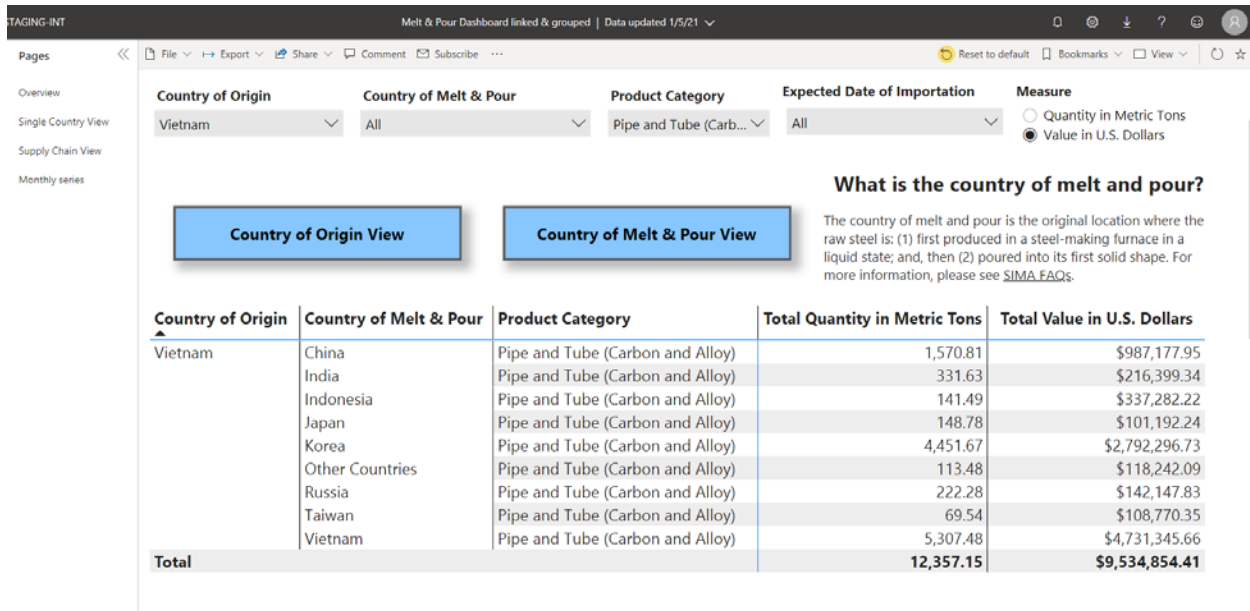 STAGING-INT
Melt & Pour Dashboard linked & grouped | Data updated 1/5/21
Pages
File
Export
Share
Comment
Subscribe
...
Reset to default
Bookmarks
View
Overview
Single Country View
Supply Chain View
Monthly series
Country of Origin
Country of Melt & Pour
Product Category
Expected Date of Importation
Measure
Vietnam
All
Pipe and Tube (Carb...
All
Quantity in Metric Tons
Value in U.S. Dollars
What is the country of melt and pour?
Country of Origin View
Country of Melt & Pour View
The country of melt and pour is the original location where the
raw steel is: (1) first produced in a steel-making furnace in a
liquid state; and, then (2) poured into its first solid shape. For
more information, please see SIMA FAQs.
Country of Origin Country of Melt & Pour Product Category Total Quantity in Metric Tons Total Value in U.S. Dollars
Vietnam China Pipe and Tube (Carbon and Alloy) 1,570.81 $987,177.95
India Pipe and Tube (Carbon and Alloy) 331.63 $216,399.34
Indonesia Pipe and Tube (Carbon and Alloy) 141.49 $337,282.22
Japan Pipe and Tube (Carbon and Alloy) 148.78 $101,192.24
Korea Pipe and Tube (Carbon and Alloy) 4,451.67 $2,792,296.73
Other Countries Pipe and Tube (Carbon and Alloy) 113.48 $118,242.09
Russia Pipe and Tube (Carbon and Alloy) 222.28 $142,147.83
Taiwan Pipe and Tube (Carbon and Alloy) 69.54 $108,770.35
Vietnam Pipe and Tube (Carbon and Alloy) 5,307.48 $4,731,345.66
Total 12,357.15 $9,534,854.41